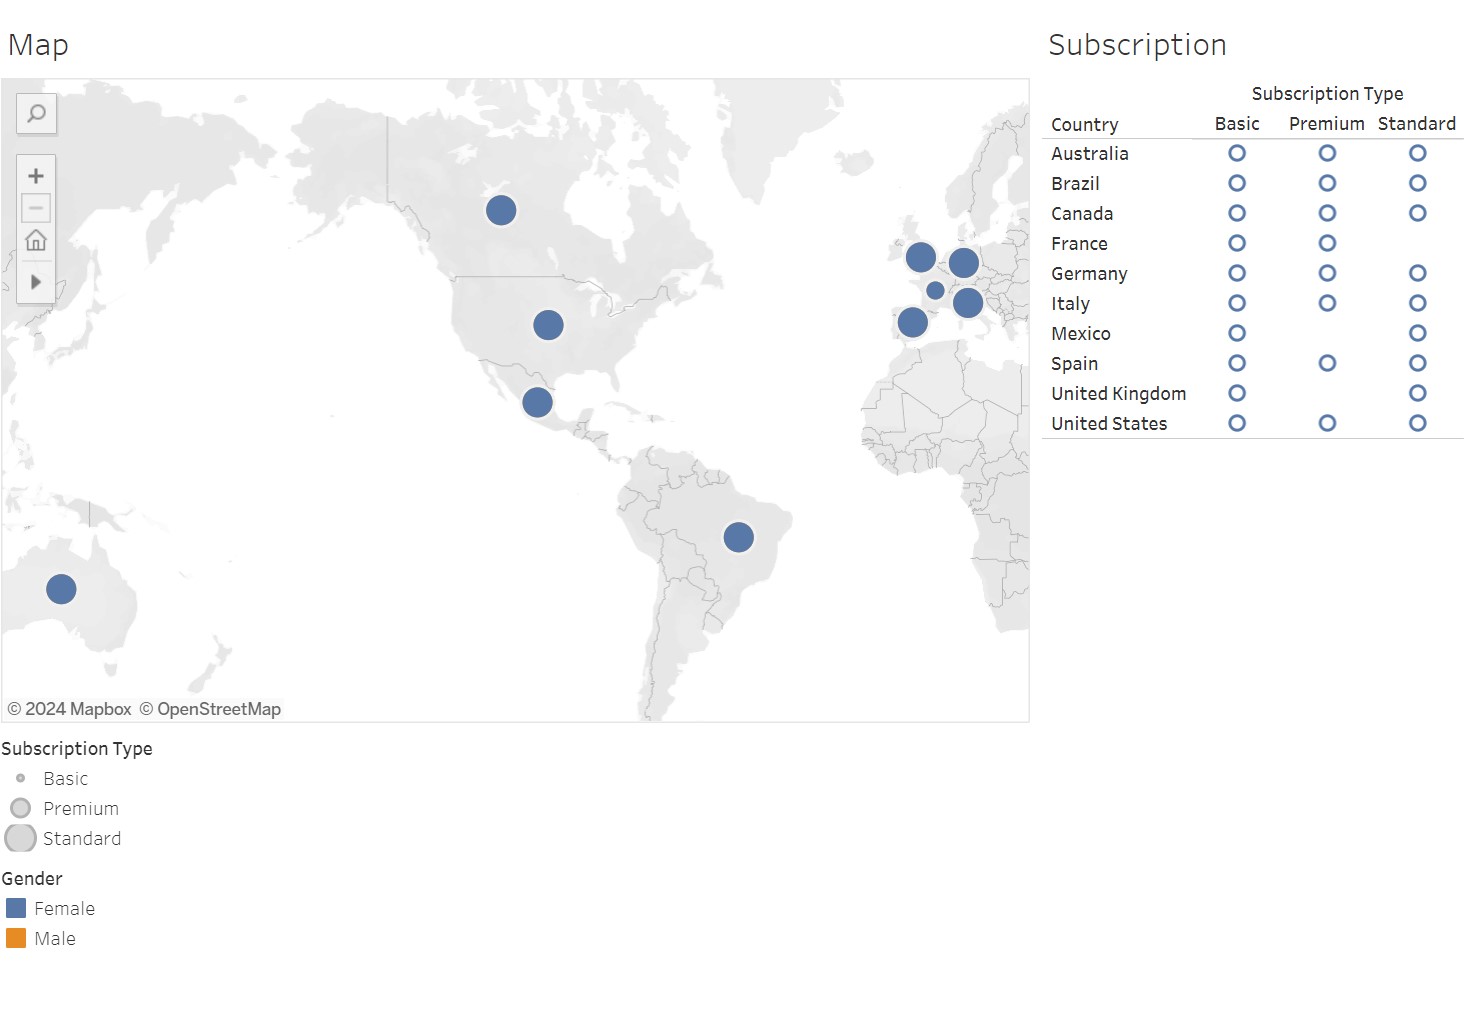 Map
© 2024 Mapbox © OpenStreetMap
Subscription Type
Basic
Premium
Standard
Gender
Female
Male
Subscription
Subscription Type
Country Basic Premium Standard
Australia
Brazil
Canada
France
Germany
Italy
Mexico
Spain
United Kingdom
United States